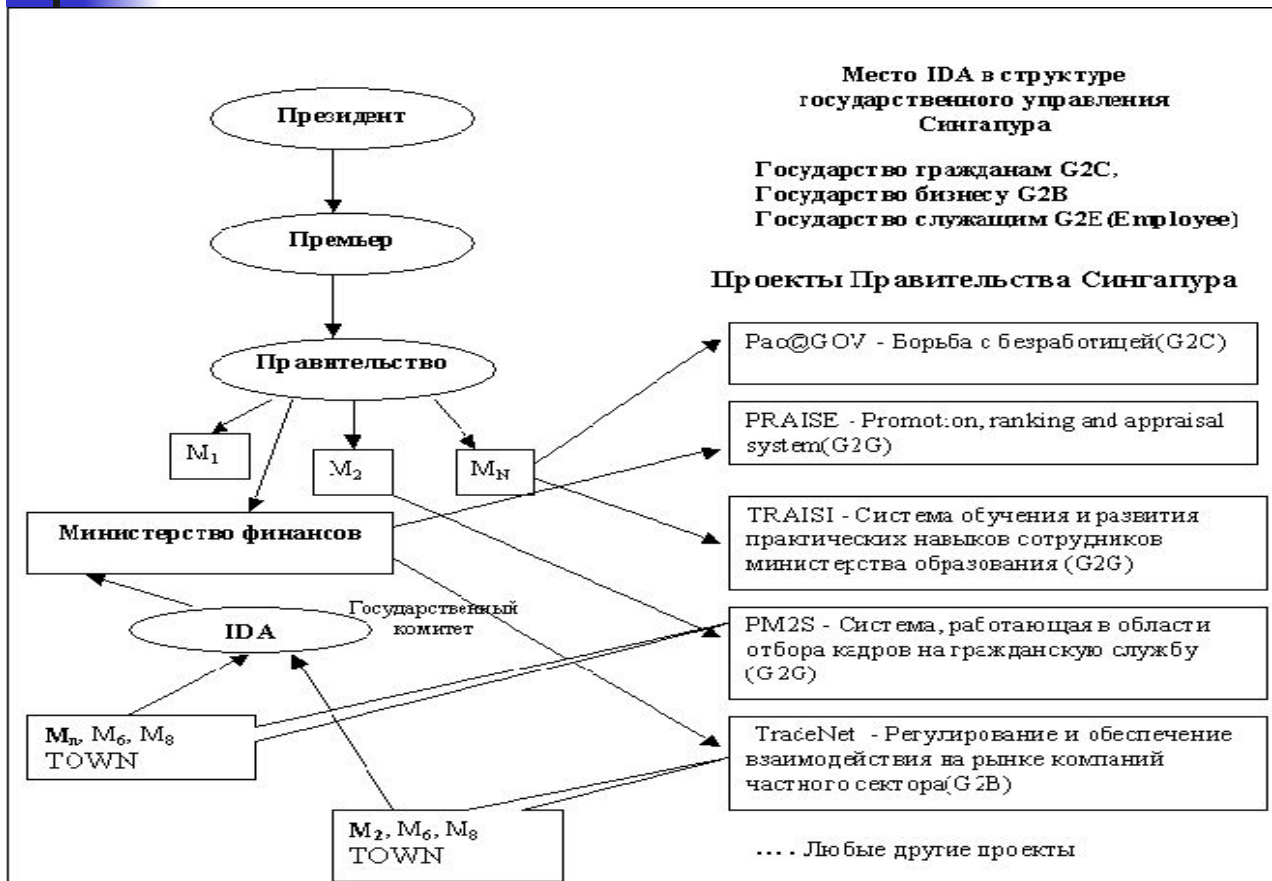 Место IDA в структуре
государственного управления
Сингапура
Государство гражданам G2C,
Государство бизнесу G2B
Государство служащим G2E(Employee)
Президент
Премьер
Правительство
M₁
M₂
M_N
Министерство финансов
IDA
Государственный
комитет
M_n, M₆, M₈
TOWN
M₂, M₆, M₈
TOWN
Проекты Правительства Сингапура
Pac@GOV - Борьба с безработицей(G2C)
PRAISE - Promotion, ranking and appraisal
system(G2G)
TRAISI - Система обучения и развития
практических навыков сотрудников
министерства образования (G2G)
PM2S - Система, работающая в области
отбора кадров на гражданскую службу
(G2G)
TradeNet - Регулирование и обеспечение
взаимодействия на рынке компаний
частного сектора(G2B)
.... Любые другие проекты